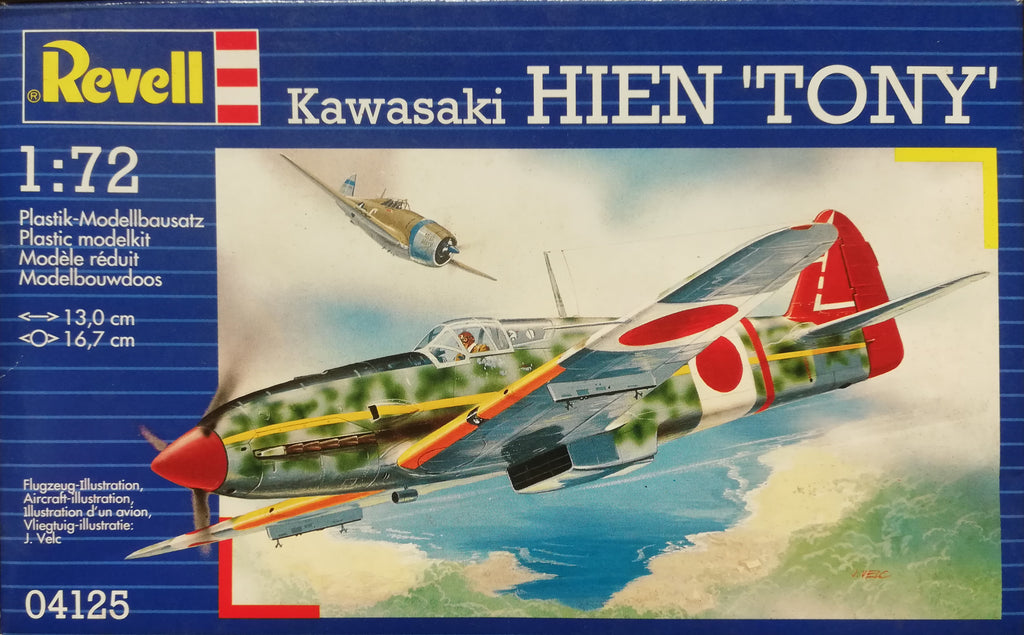 ® Revell
Kawasaki HIEN 'TONY'
1:72
Plastik-Modellbausatz
Plastic modelkit
Modèle réduit
Modelbouwdoos
13,0 cm
16,7 cm
Flugzeug-Illustration,
Aircraft-illustration,
Illustration d'un avion,
Vliegtuig-illustratie:
J. Velc
04125